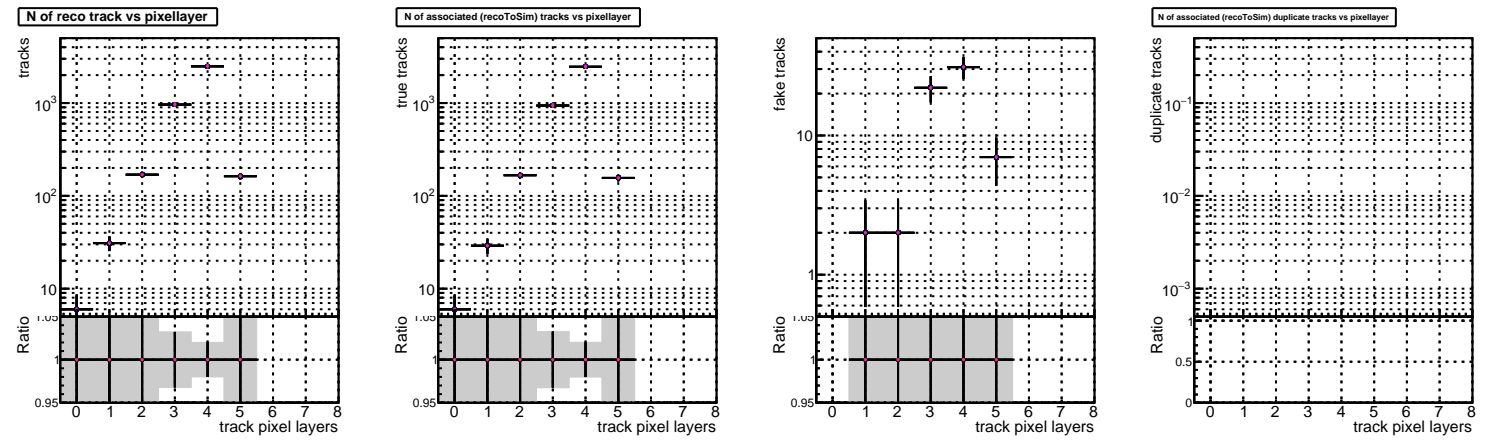 N of reco track vs pixellayer
tracks
10³
10²
10
Ratio
1.05
1
0.95
0 1 2 3 4 5 6 7 8
track pixel layers
N of associated (recoToSim) tracks vs pixellayer
true tracks
10³
10²
10
Ratio
1.05
1
0.95
0 1 2 3 4 5 6 7 8
track pixel layers
fake tracks
10
1
Ratio
1.05
1
0.95
0 1 2 3 4 5 6 7 8
track pixel layers
N of associated (recoToSim) duplicate tracks vs pixellayer
duplicate tracks
10⁻¹
10⁻²
10⁻³
Ratio
1
0.5
0
0 1 2 3 4 5 6 7 8
track pixel layers